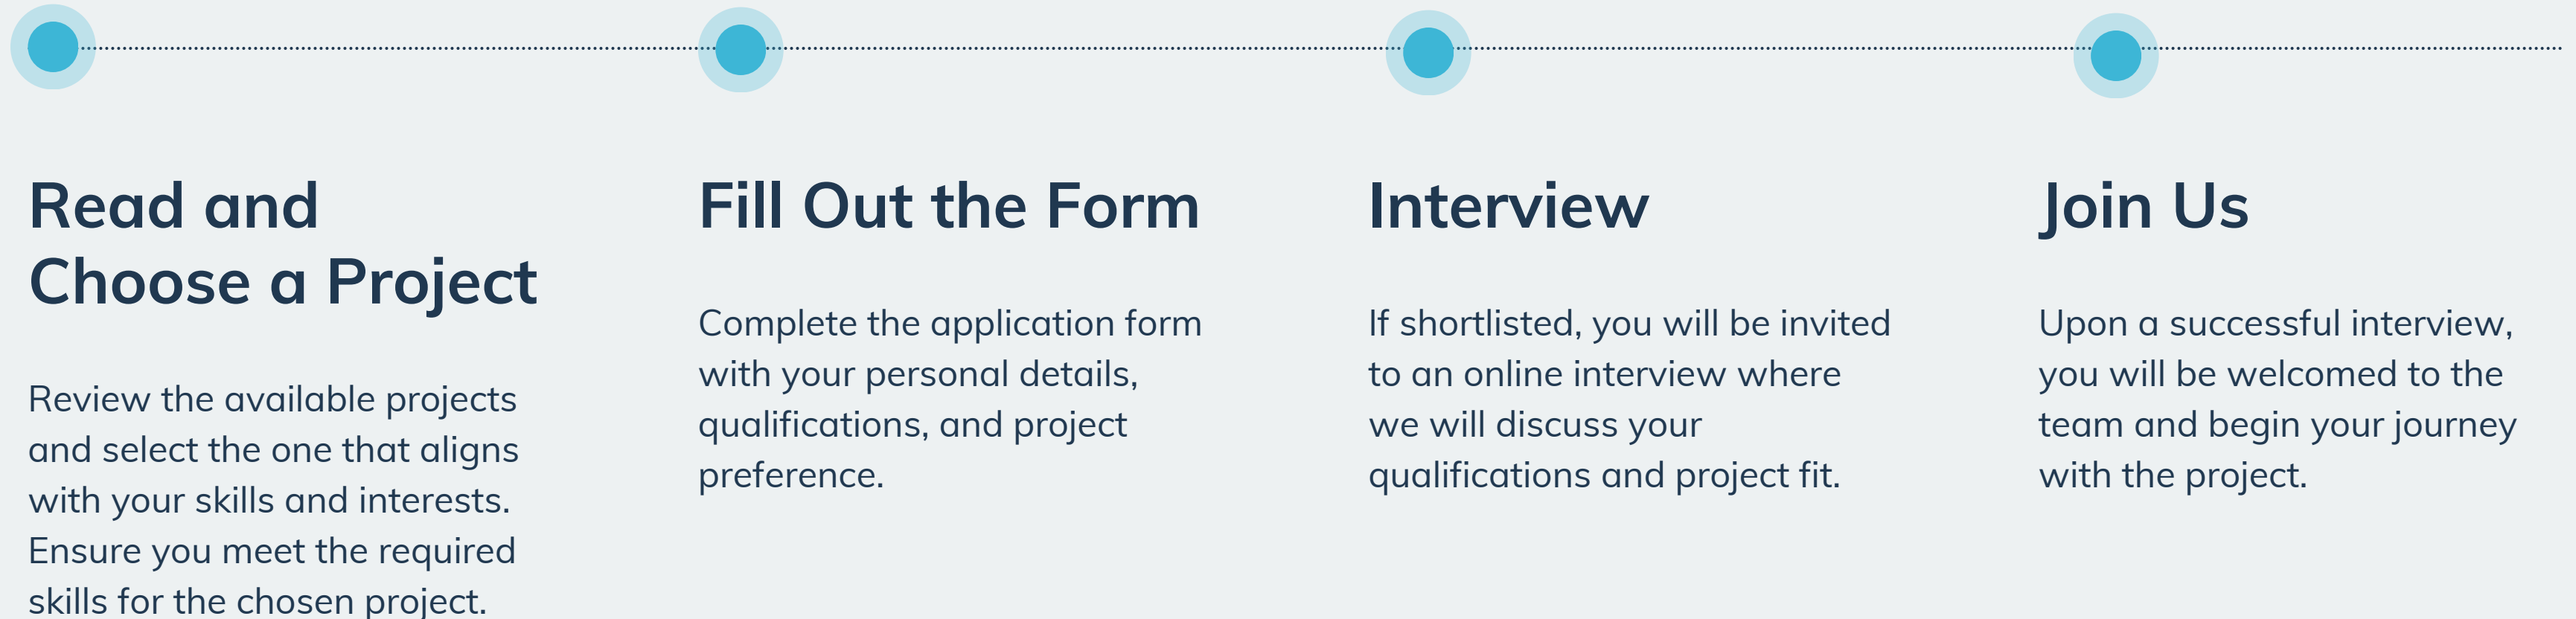 Read and
Choose a Project
Review the available projects
and select the one that aligns
with your skills and interests.
Ensure you meet the required
skills for the chosen project.
Fill Out the Form
Complete the application form
with your personal details,
qualifications, and project
preference.
Interview
If shortlisted, you will be invited
to an online interview where
we will discuss your
qualifications and project fit.
Join Us
Upon a successful interview,
you will be welcomed to the
team and begin your journey
with the project.